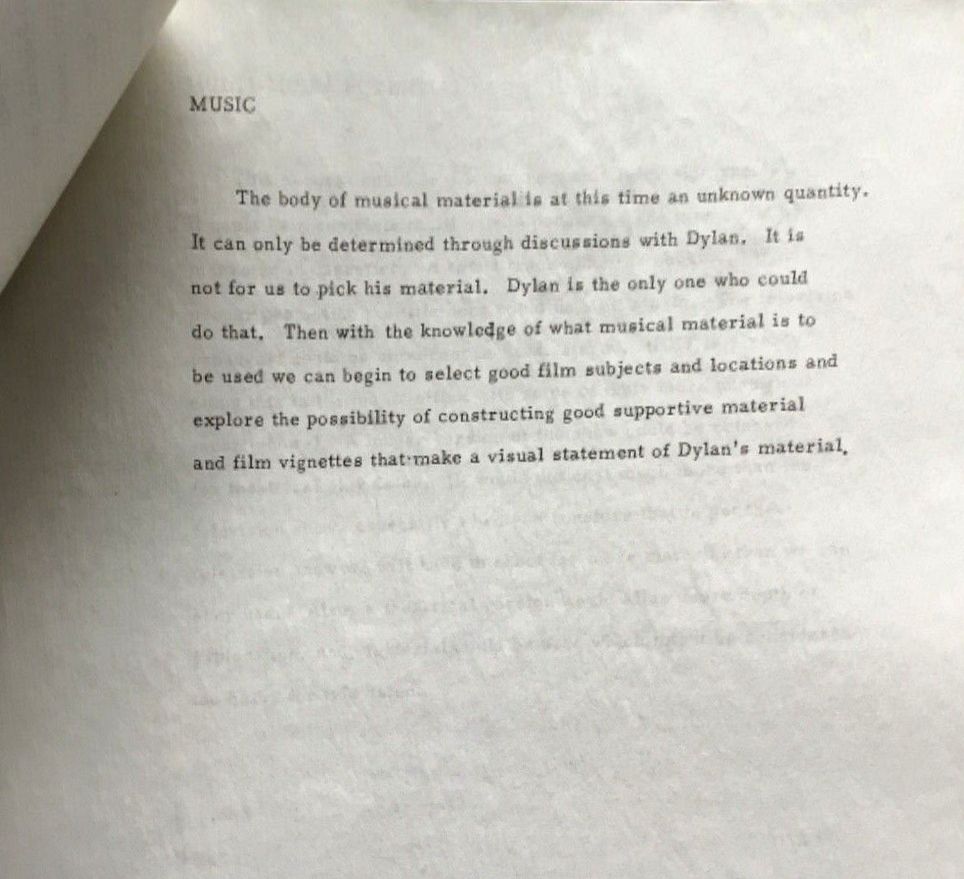 MUSIC
The body of musical material is at this time an unknown quantity.
It can only be determined through discussions with Dylan. It is
not for us to pick his material. Dylan is the only one who could
do that. Then with the knowledge of what musical material is to
be used we can begin to select good film subjects and locations and
explore the possibility of constructing good supportive material
and film vignettes that make a visual statement of Dylan's material.